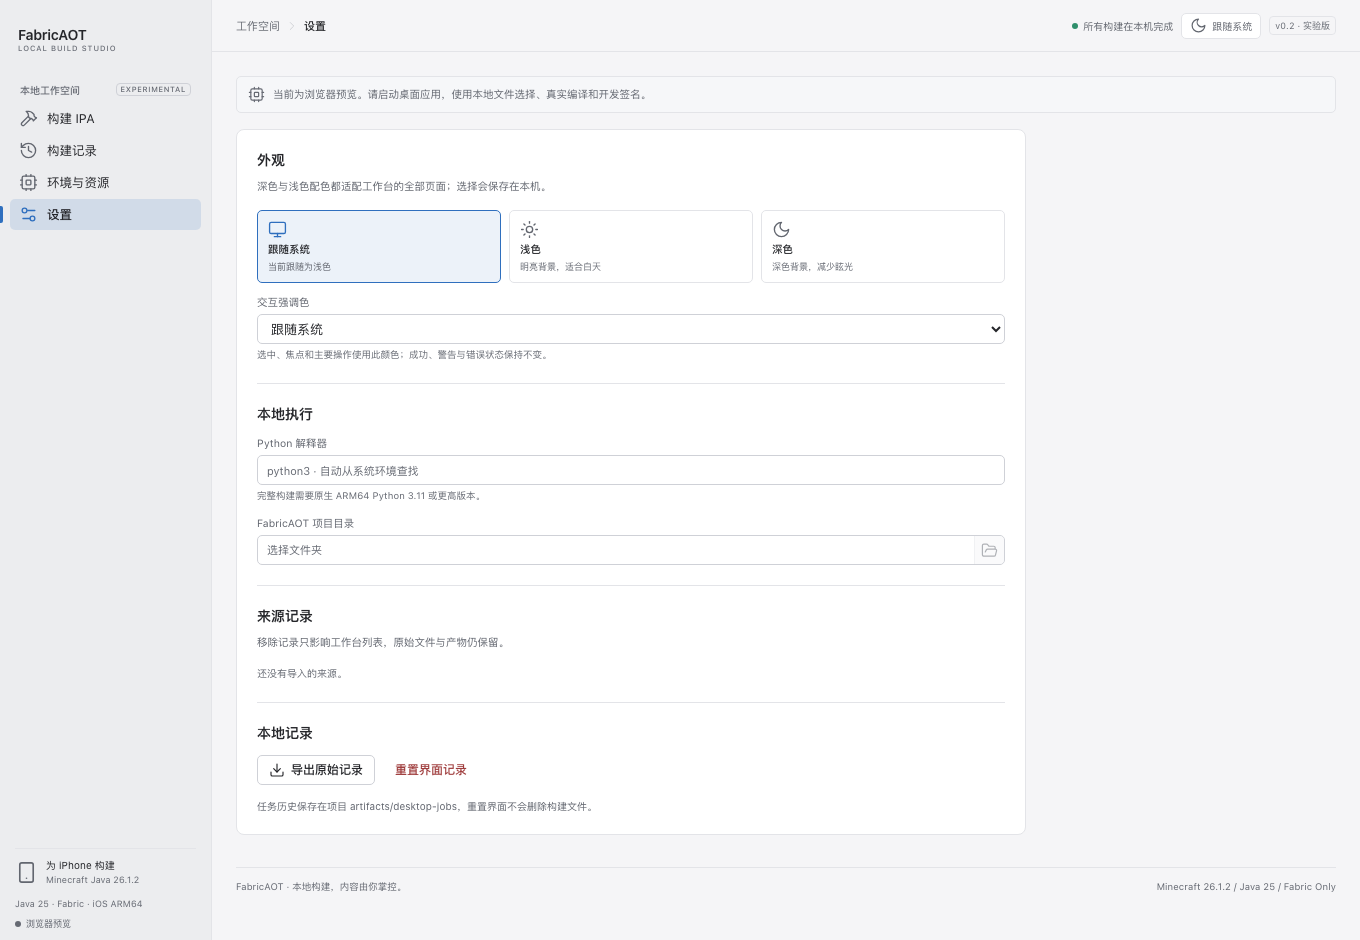 FabricAOT
LOCAL BUILD STUDIO
本地工作空间
EXPERIMENTAL
构建 IPA
构建记录
环境与资源
设置
为 iPhone 构建
Minecraft Java 26.1.2
Java 25 · Fabric · iOS ARM64
浏览器预览
工作空间
设置
所有构建在本机完成
跟随系统
v0.2 · 实验版
当前为浏览器预览。请启动桌面应用，使用本地文件选择、真实编译和开发签名。
外观
深色与浅色配色都适配工作台的全部页面；选择会保存在本机。
跟随系统
当前跟随为浅色
浅色
明亮背景，适合白天
深色
深色背景，减少眩光
交互强调色
跟随系统
选中、焦点和主要操作使用此颜色；成功、警告与错误状态保持不变。
本地执行
Python 解释器
python3 · 自动从系统环境查找
完整构建需要原生 ARM64 Python 3.11 或更高版本。
FabricAOT 项目目录
选择文件夹
来源记录
移除记录只影响工作台列表，原始文件与产物仍保留。
还没有导入的来源。
本地记录
导出原始记录
重置界面记录
任务历史保存在项目 artifacts/desktop-jobs，重置界面不会删除构建文件。
FabricAOT · 本地构建，内容由你掌控。
Minecraft 26.1.2 / Java 25 / Fabric Only